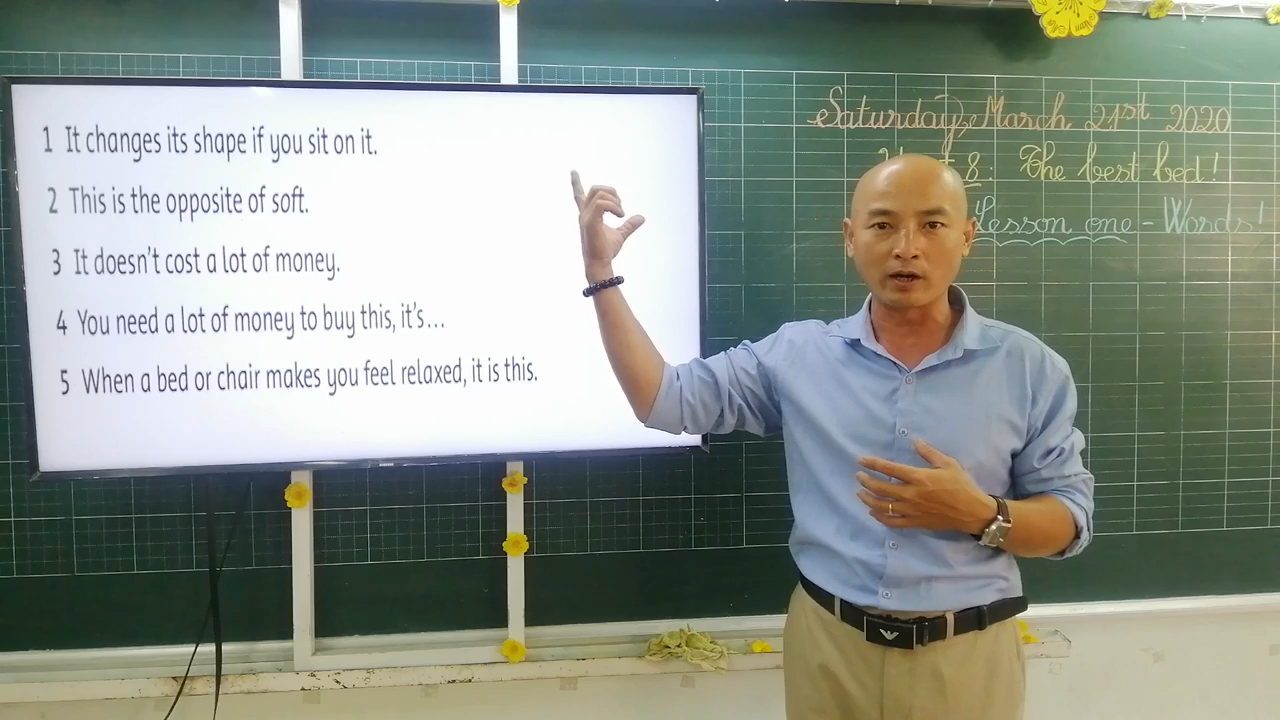 1 It changes its shape if you sit on it.
2 This is the opposite of soft.
3 It doesn't cost a lot of money.
4 You need a lot of money to buy this, it's...
5 When a bed or chair makes you feel relaxed, it is this.
Saturday, March 21st 2020
8: The best bed!
Lesson one - Words!